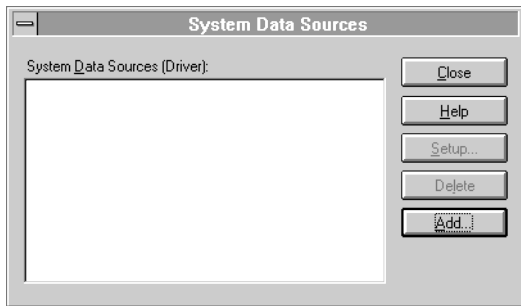 System Data Sources
System Data Sources (Driver):
Close
Help
Setup...
Delete
Add...